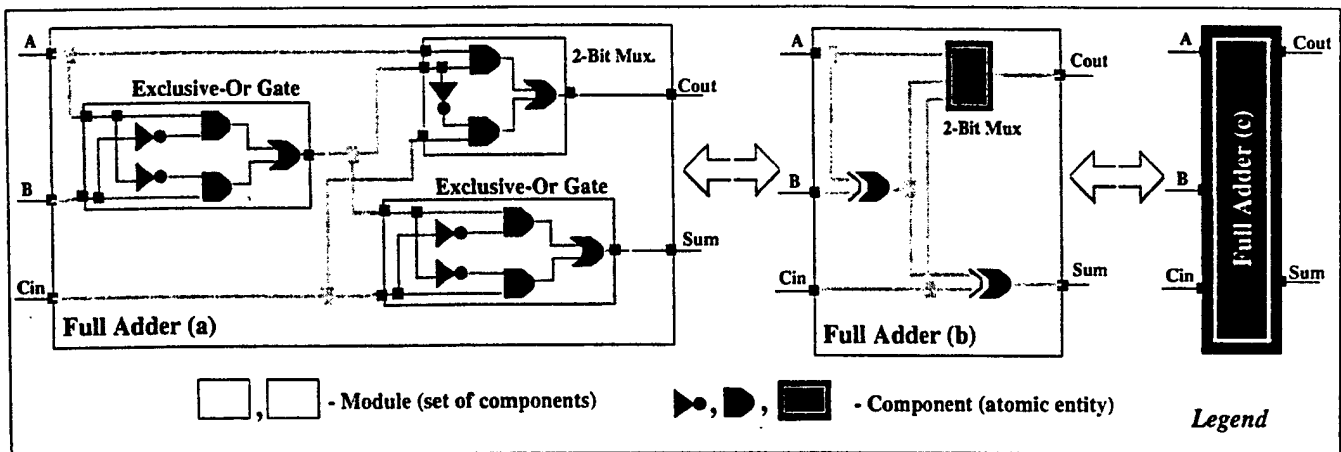 A
Exclusive-Or Gate
B
Cin
2-Bit Mux.
Cout
Exclusive-Or Gate
Sum
Full Adder (a)
A
Cout
2-Bit Mux
B
Cin
Sum
Full Adder (b)
A
Cout
B
Full Adder (c)
Cin
Sum
, - Module (set of components)
, , - Component (atomic entity)
Legend